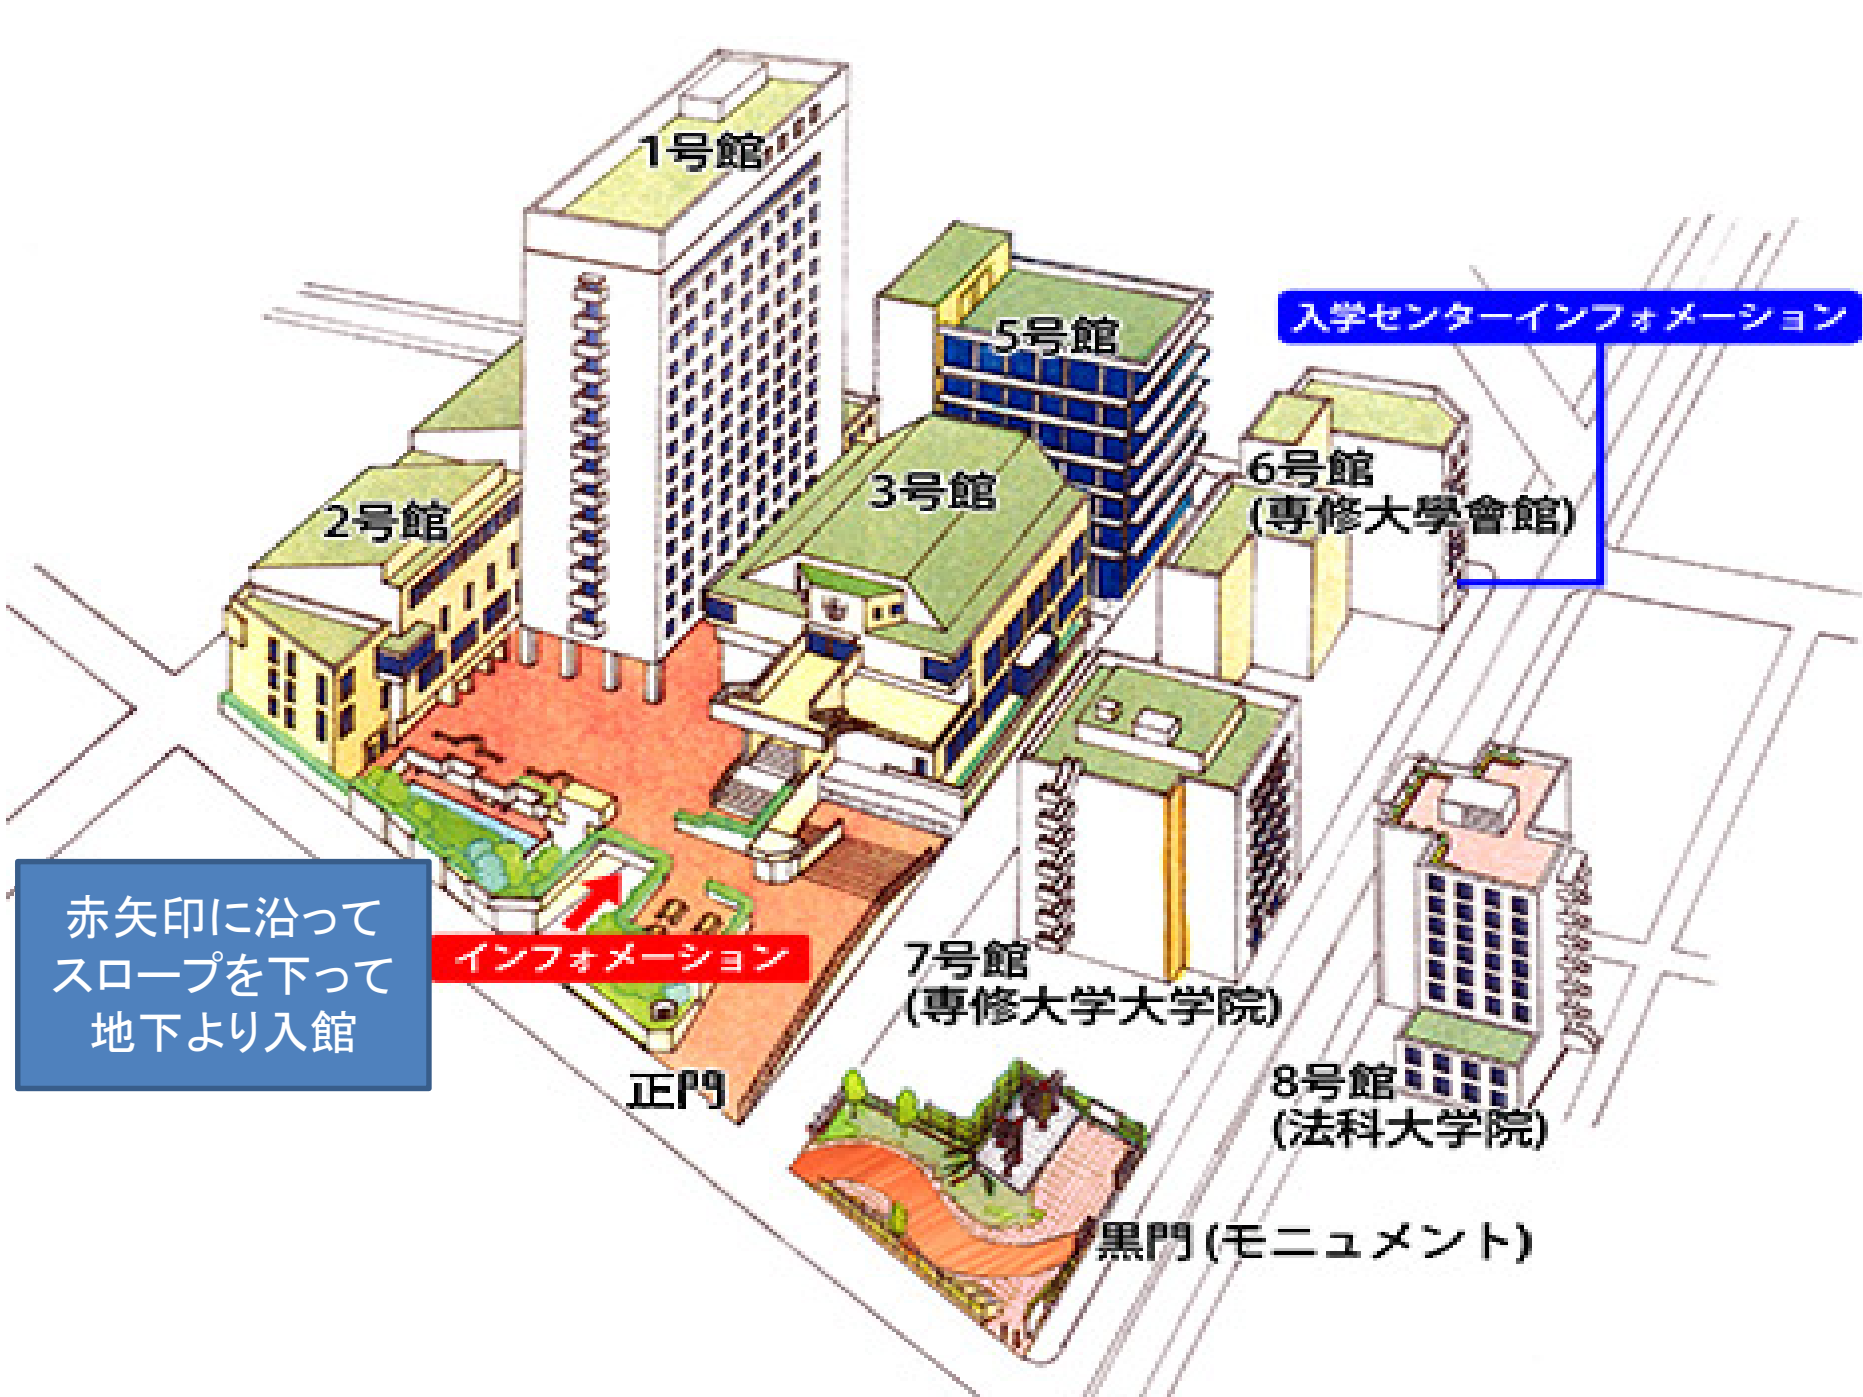 1号館
5号館
入学センターインフォメーション
3号館
6号館
(専修大學會館)
2号館
赤矢印に沿って
スロープを下って
地下より入館
インフォメーション
7号館
(専修大学大学院)
正門
8号館
(法科大学院)
黒門(モニュメント)